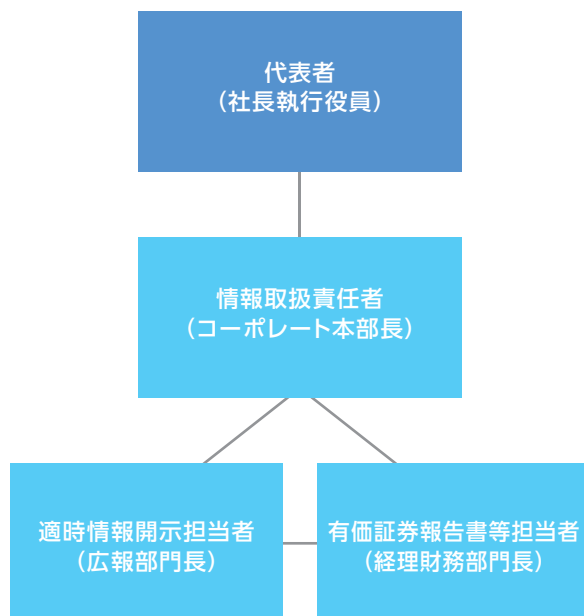 代表者
（社長執行役員）
情報取扱責任者
（コーポレート本部長）
適時情報開示担当者
（広報部門長）
有価証券報告書等担当者
（経理財務部門長）